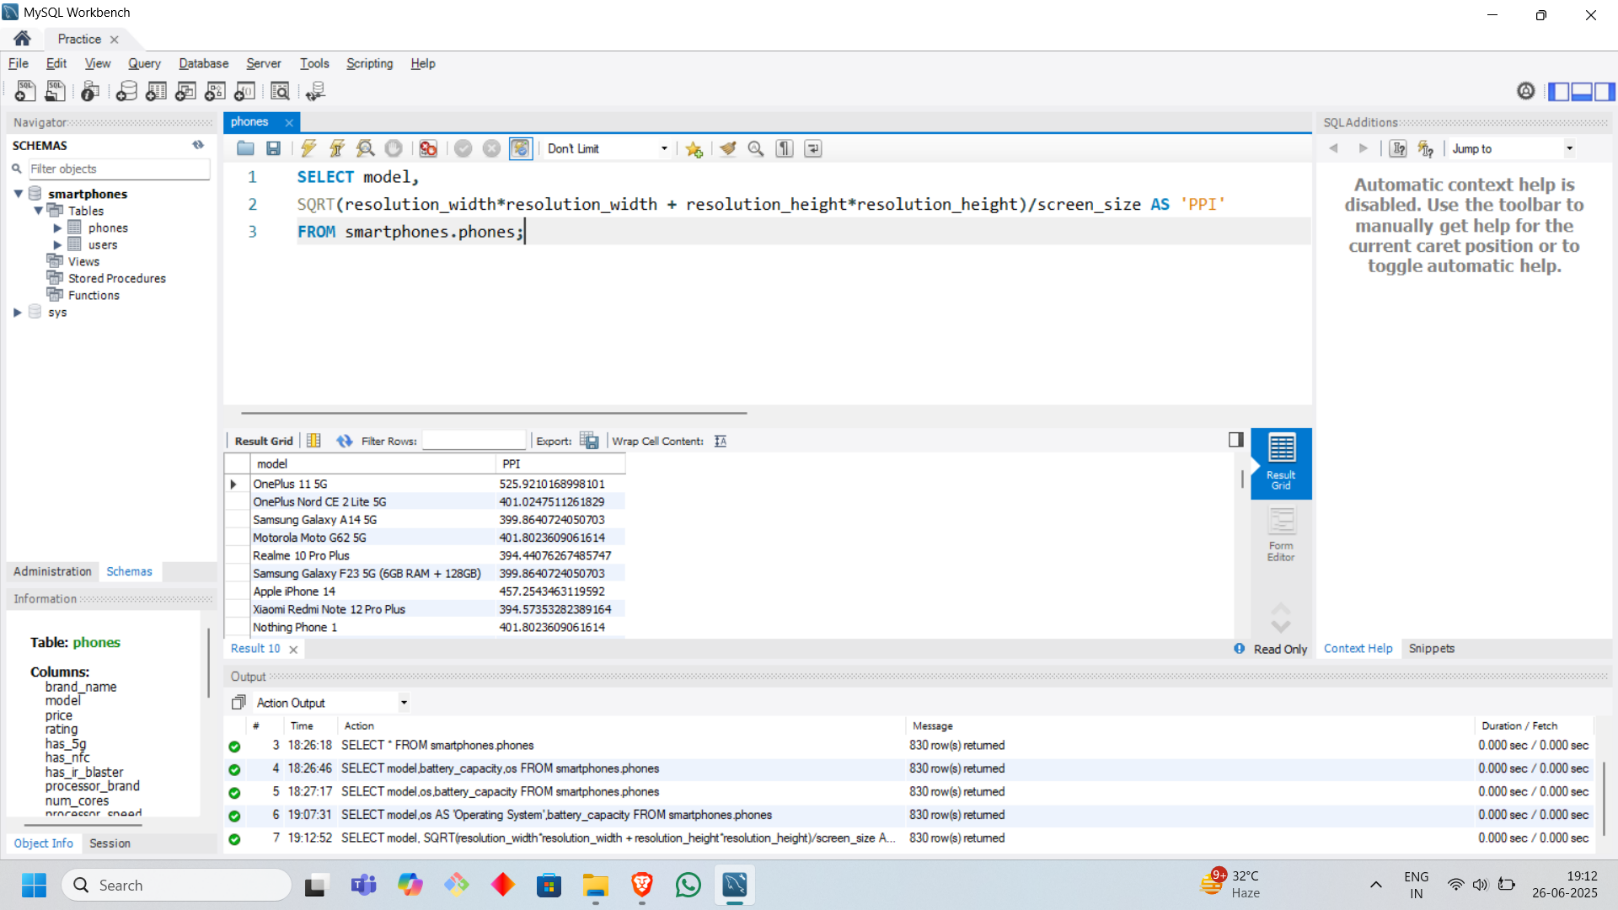 MySQL Workbench
Practice
File Edit View Query Database Server Tools Scripting Help
Navigator
SCHEMAS
Filter objects
smartphones
Tables
phones
users
Views
Stored Procedures
Functions
sys
Administration Schemas
Information
Table: phones
Columns:
brand_name
model
price
rating
has_5g
has_nfc
has_ir_blaster
processor_brand
num_cores
processor_speed
Object Info Session
phones
Don't Limit
1 SELECT model,
2 SQRT(resolution_width*resolution_width + resolution_height*resolution_height)/screen_size AS 'PPI'
3 FROM smartphones.phones;
Result Grid Filter Rows: Export: Wrap Cell Content:
model PPI
OnePlus 11 5G 525.9210168998101
OnePlus Nord CE 2 Lite 5G 401.0247511261829
Samsung Galaxy A14 5G 399.8640724050703
Motorola Moto G62 5G 401.8023609061614
Realme 10 Pro Plus 394.44076267485747
Samsung Galaxy F23 5G (6GB RAM + 128GB) 399.8640724050703
Apple iPhone 14 457.2543463119592
Xiaomi Redmi Note 12 Pro Plus 394.57353282389164
Nothing Phone 1 401.8023609061614
Result Grid
Form Editor
Result 10
Read Only
SQLAdditions
Jump to
Automatic context help is
disabled. Use the toolbar to
manually get help for the
current caret position or to
toggle automatic help.
Context Help Snippets
Output
Action Output
# Time Action Message Duration / Fetch
3 18:26:18 SELECT * FROM smartphones.phones 830 row(s) returned 0.000 sec / 0.000 sec
4 18:26:46 SELECT model,battery_capacity,os FROM smartphones.phones 830 row(s) returned 0.000 sec / 0.000 sec
5 18:27:17 SELECT model,os,battery_capacity FROM smartphones.phones 830 row(s) returned 0.000 sec / 0.000 sec
6 19:07:31 SELECT model,os AS 'Operating System',battery_capacity FROM smartphones.phones 830 row(s) returned 0.000 sec / 0.000 sec
7 19:12:52 SELECT model, SQRT(resolution_width*resolution_width + resolution_height*resolution_height)/screen_size A... 830 row(s) returned 0.000 sec / 0.000 sec
Search
9+
32°C
Haze
ENG
IN
19:12
26-06-2025